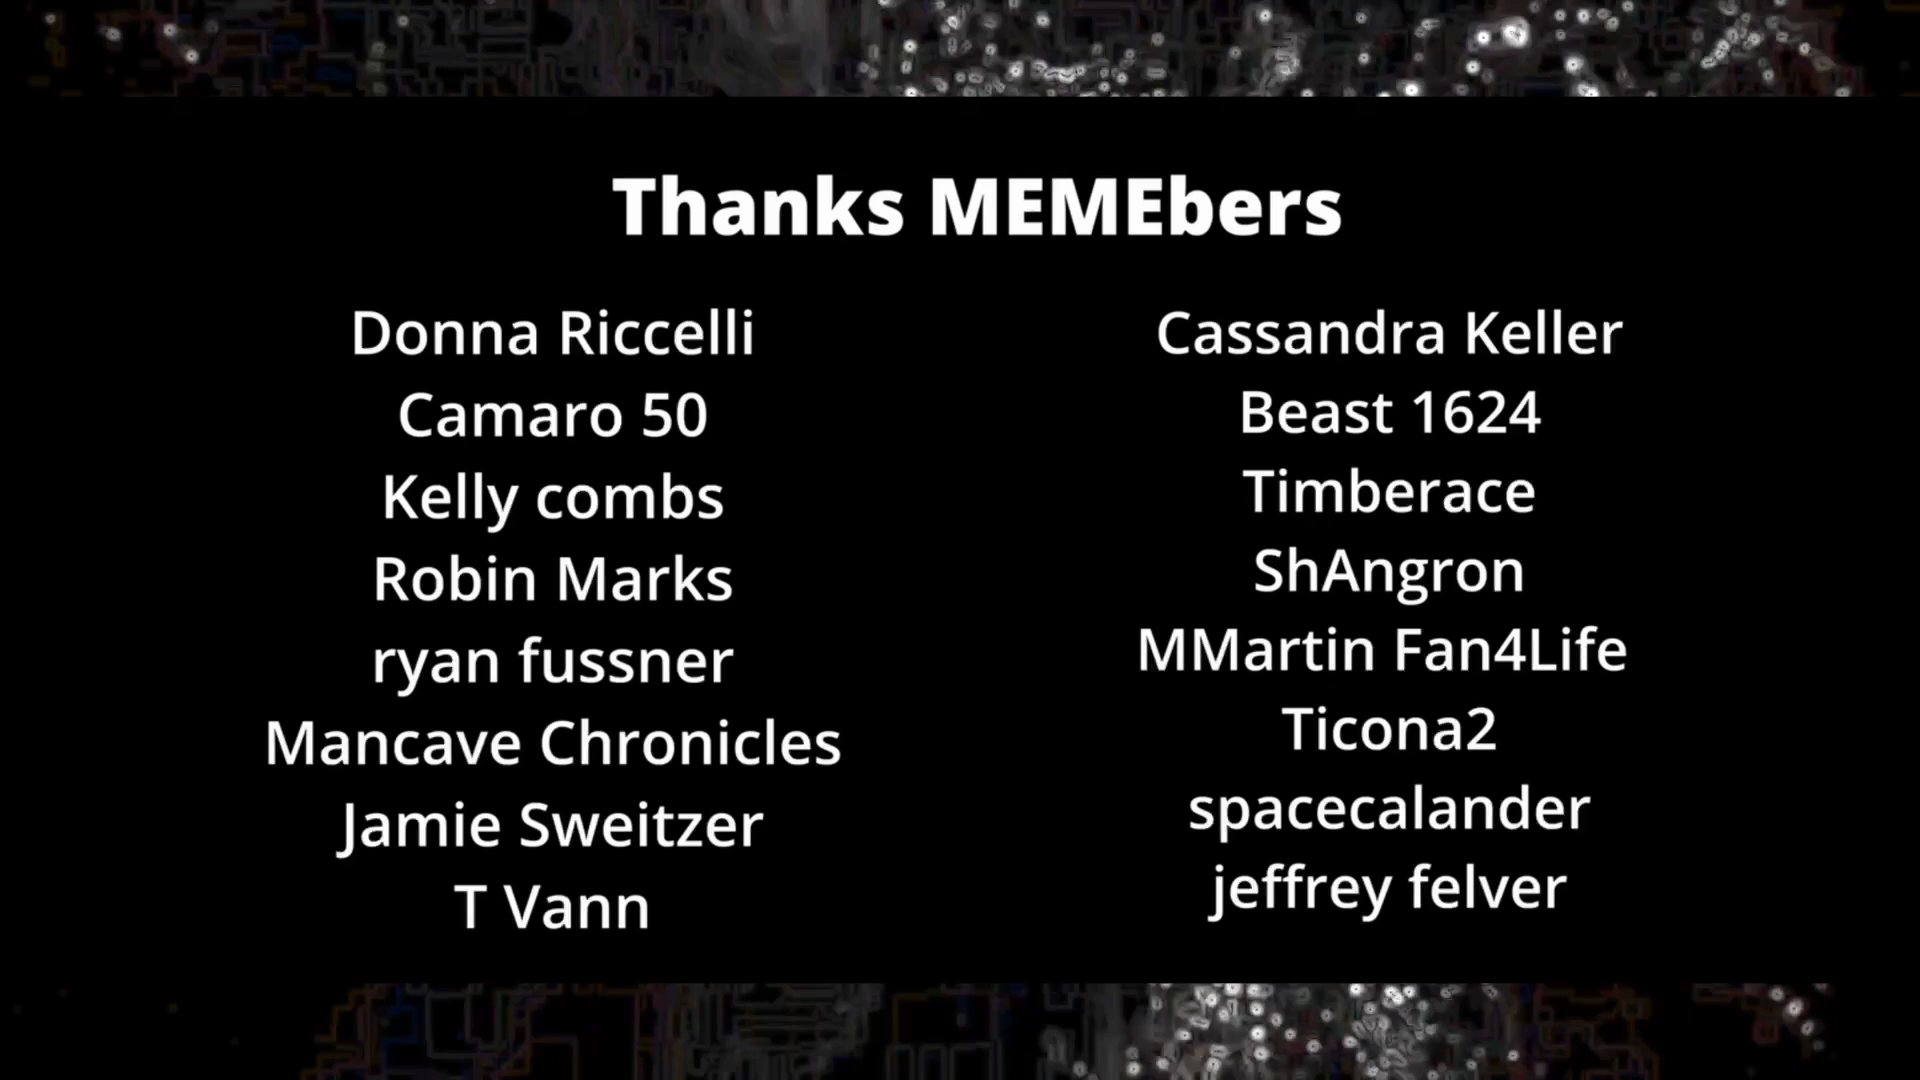 Thanks MEMEbers
Donna Riccelli
Camaro 50
Kelly combs
Robin Marks
ryan fussner
Mancave Chronicles
Jamie Sweitzer
T Vann
Cassandra Keller
Beast 1624
Timberace
ShAngron
MMartin Fan4Life
Ticona2
spacecalander
jeffrey felver